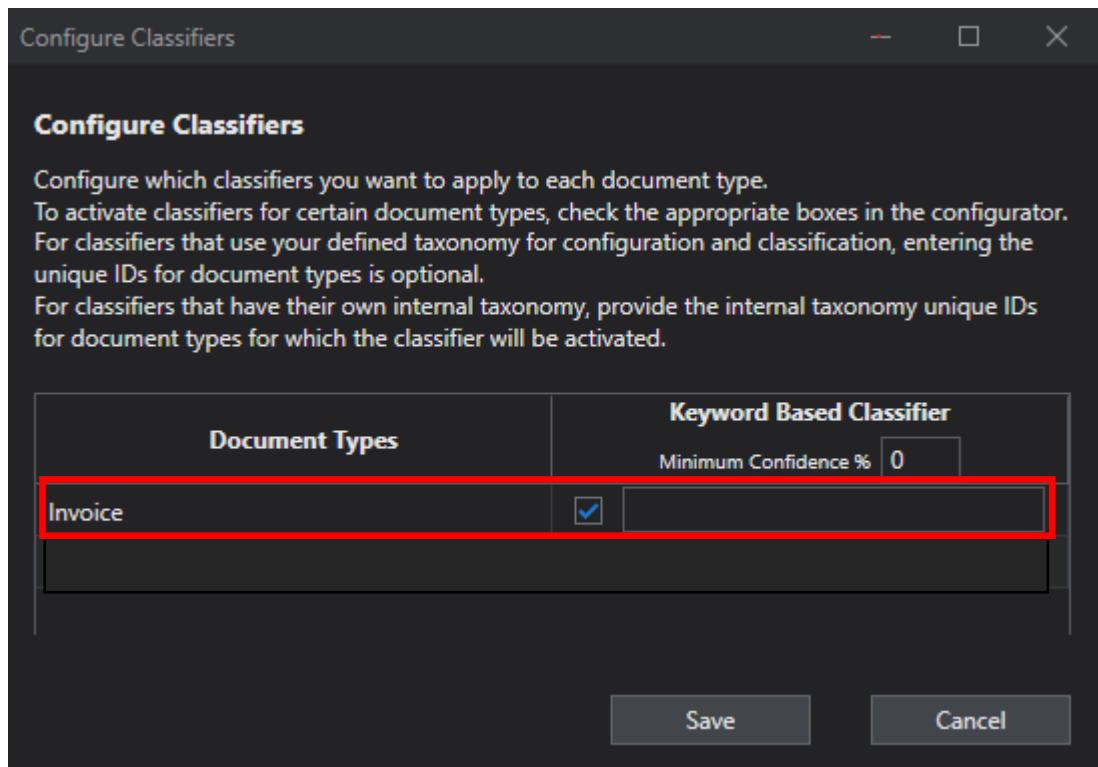 Configure Classifiers
Configure Classifiers
Configure which classifiers you want to apply to each document type.
To activate classifiers for certain document types, check the appropriate boxes in the configurator.
For classifiers that use your defined taxonomy for configuration and classification, entering the
unique IDs for document types is optional.
For classifiers that have their own internal taxonomy, provide the internal taxonomy unique IDs
for document types for which the classifier will be activated.
Document Types
Keyword Based Classifier
Minimum Confidence % 0
Invoice
Save
Cancel